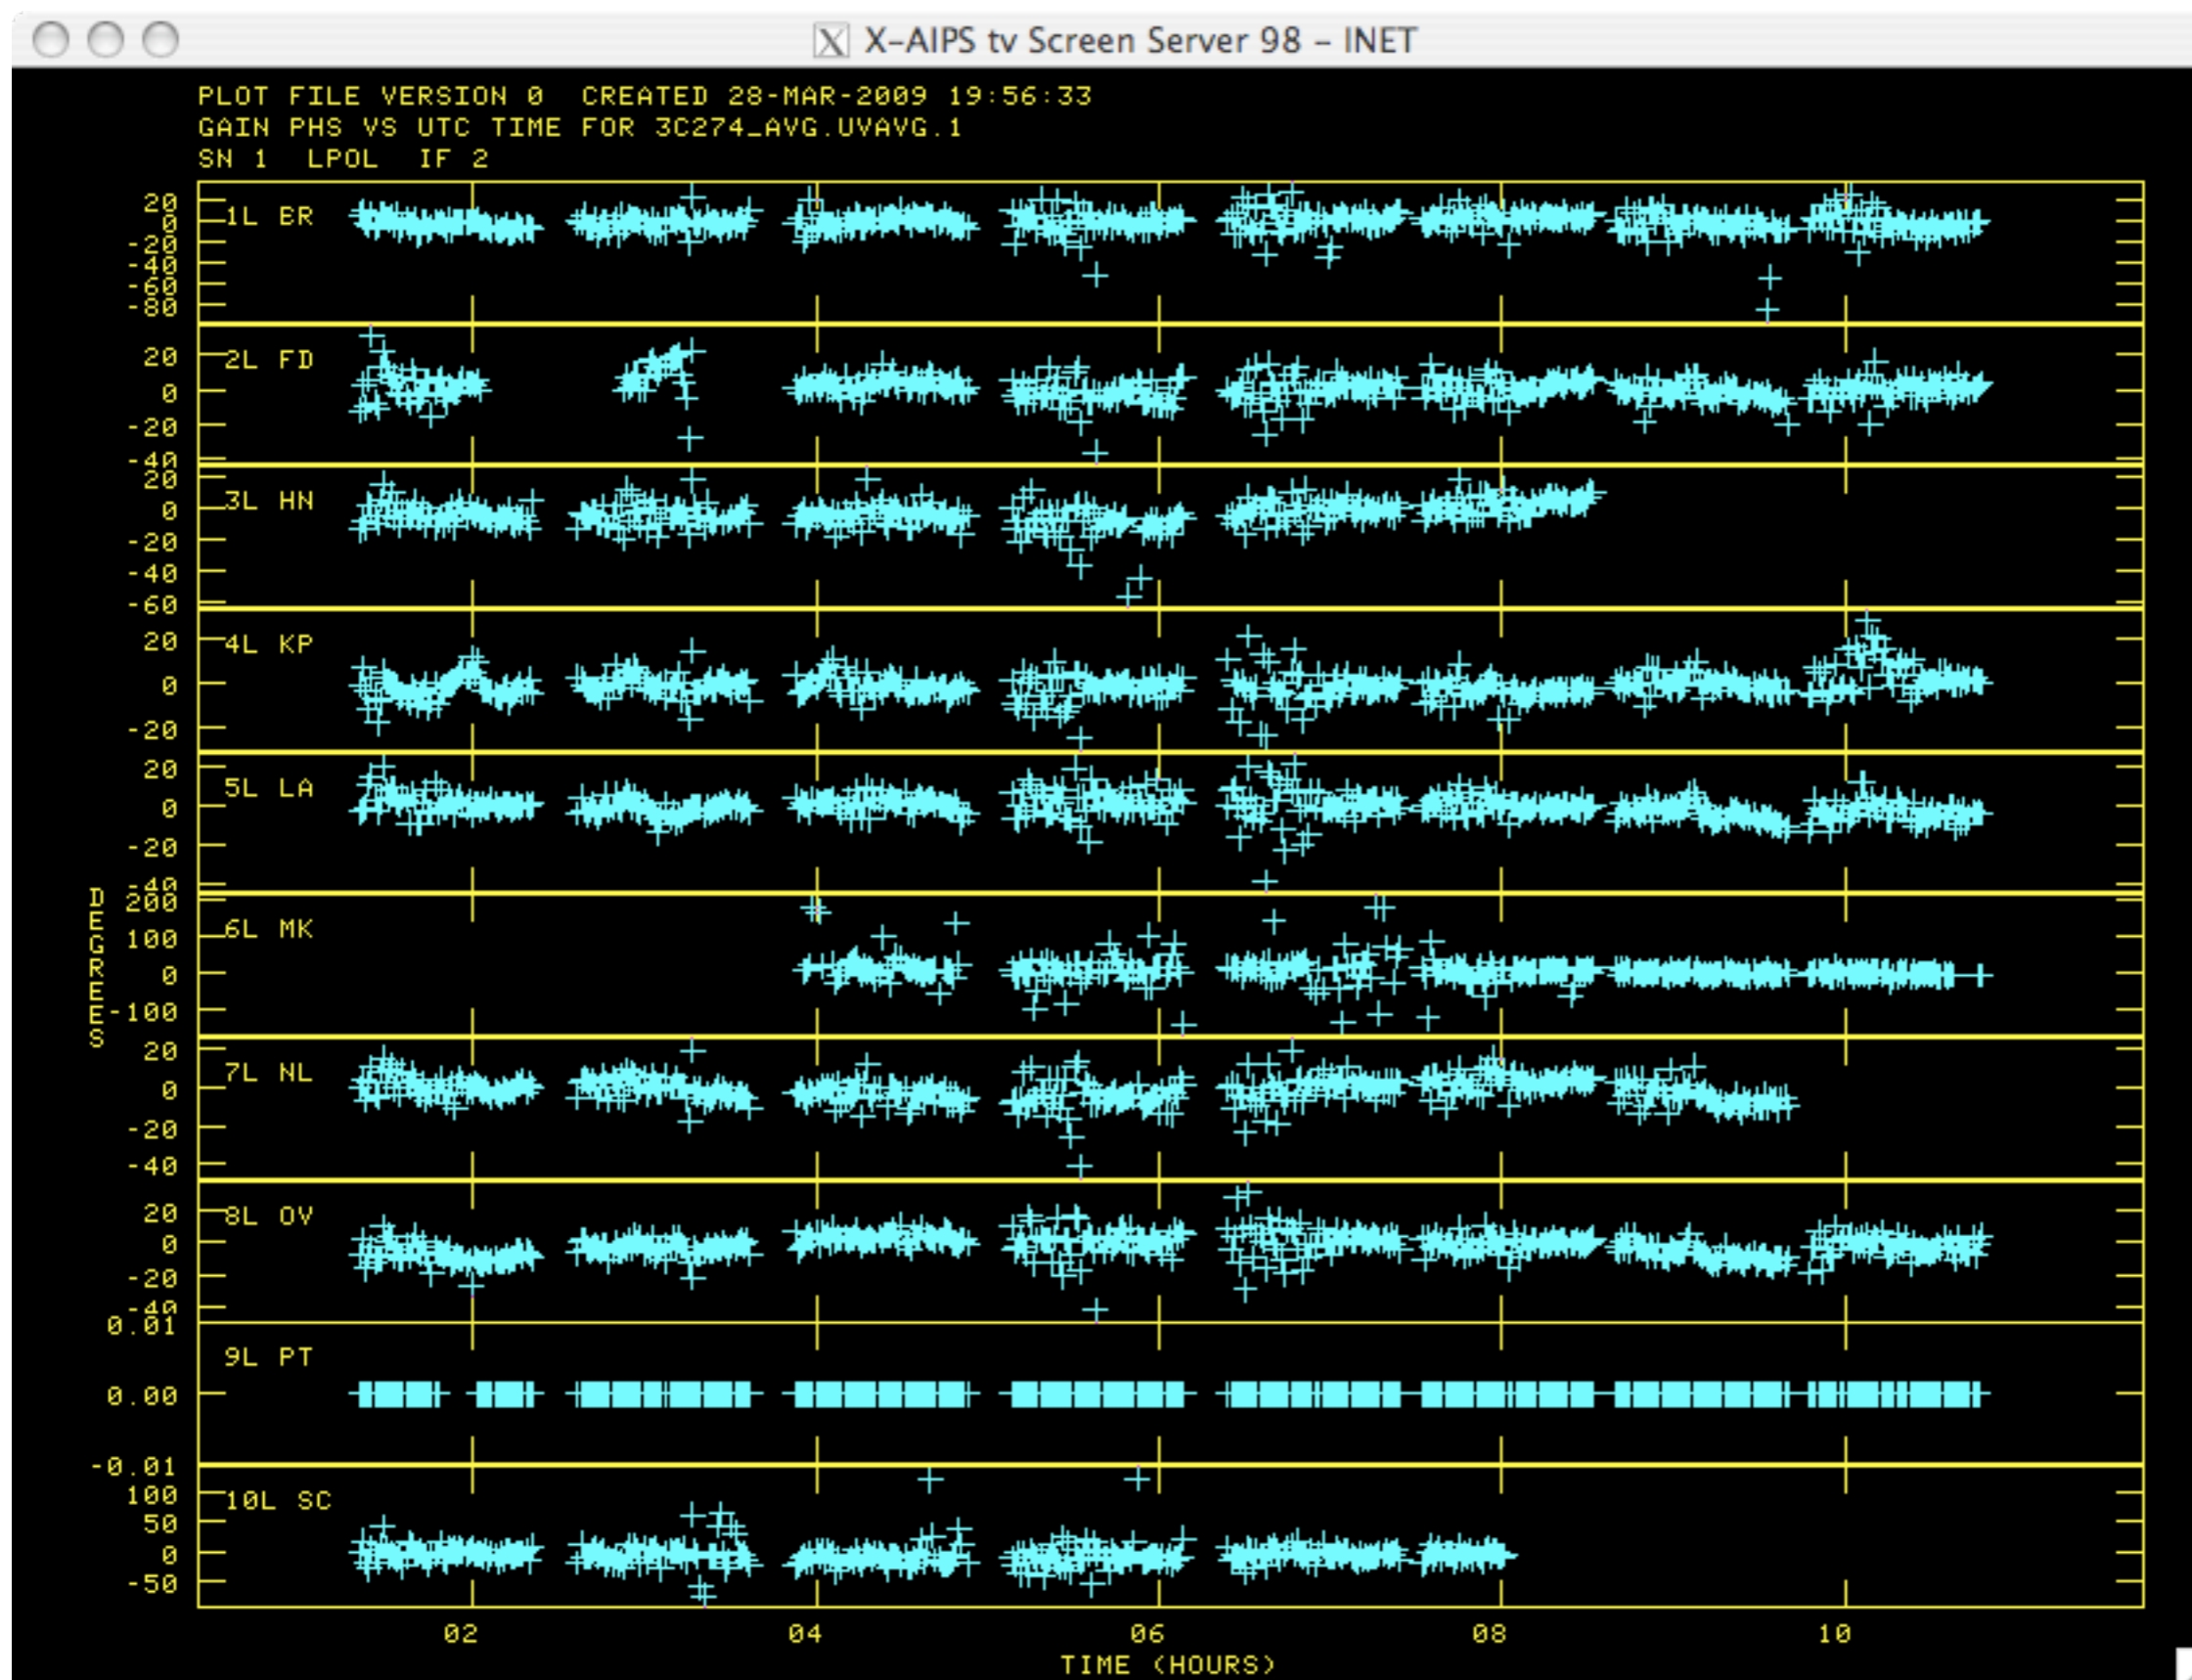 X-AIPS tv Screen Server 98 – INET
PLOT FILE VERSION 0 CREATED 28-MAR-2009 19:56:33
GAIN PHS VS UTC TIME FOR 3C274_AVG.UVAVG.1
SN 1 LPOL IF 2
1L BR
20
0
-20
-40
-60
-80
2L FD
20
0
-20
-40
3L HN
20
0
-20
-40
-60
4L KP
20
0
-20
5L LA
20
0
-20
-40
6L MK
200
100
0
-100
7L NL
20
0
-20
-40
8L OV
20
0
-20
-40
9L PT
0.01
0.00
-0.01
10L SC
100
50
0
-50
DEGREES
02 04 06 08 10
TIME (HOURS)